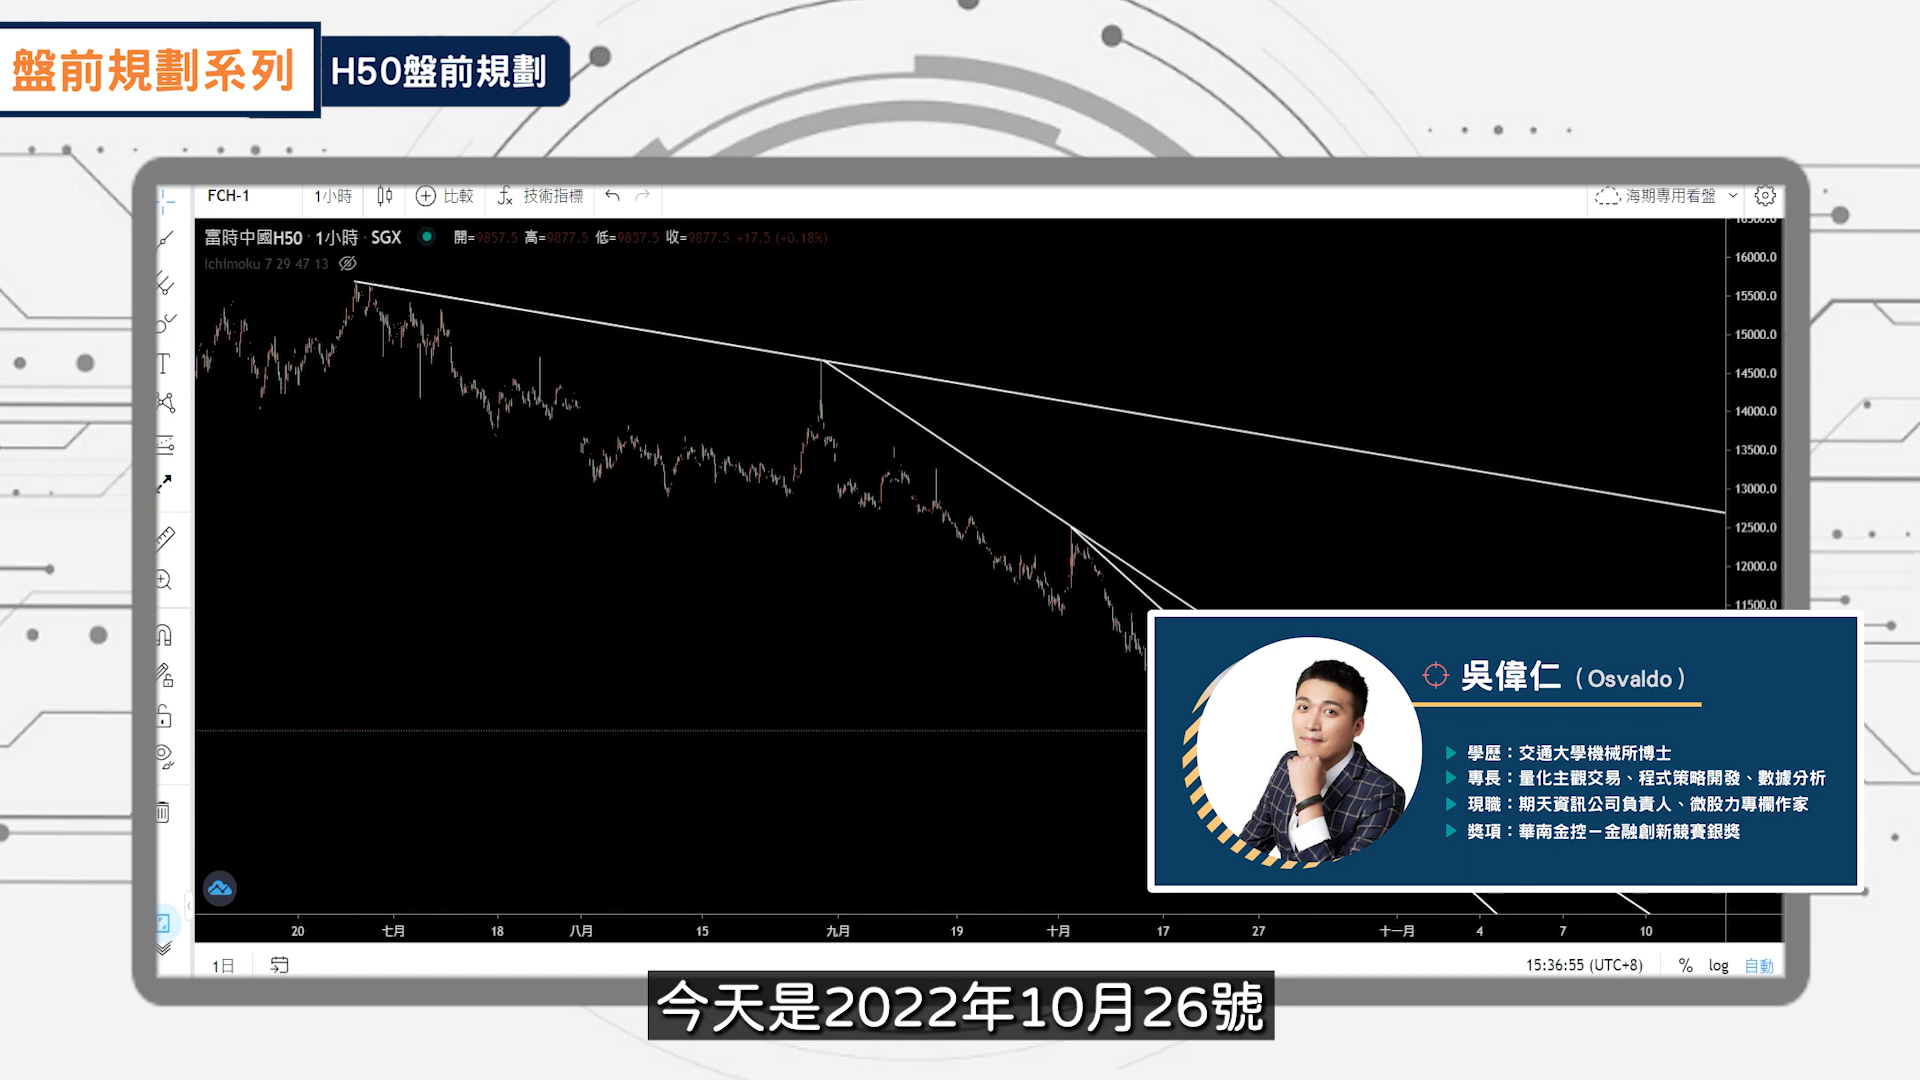 盤前規劃系列
H50盤前規劃
FCH-1 1小時 比較 技術指標 海期專用看盤
富時中國H50 · 1小時 · SGX 開=9857.5 高=9877.5 低=9857.5 收=9877.5 +17.5 (+0.18%)
Ichimoku 7 29 47 13
16500.0
16000.0
15500.0
15000.0
14500.0
14000.0
13500.0
13000.0
12500.0
12000.0
11500.0
吳偉仁（Osvaldo）
學歷：交通大學機械所博士
專長：量化主觀交易、程式策略開發、數據分析
現職：期天資訊公司負責人、微股力專欄作家
獎項：華南金控－金融創新競賽銀獎
20 七月 18 八月 15 九月 19 十月 17 27 十一月 4 7 10
1日 15:36:55 (UTC+8) % log 自動
今天是2022年10月26號